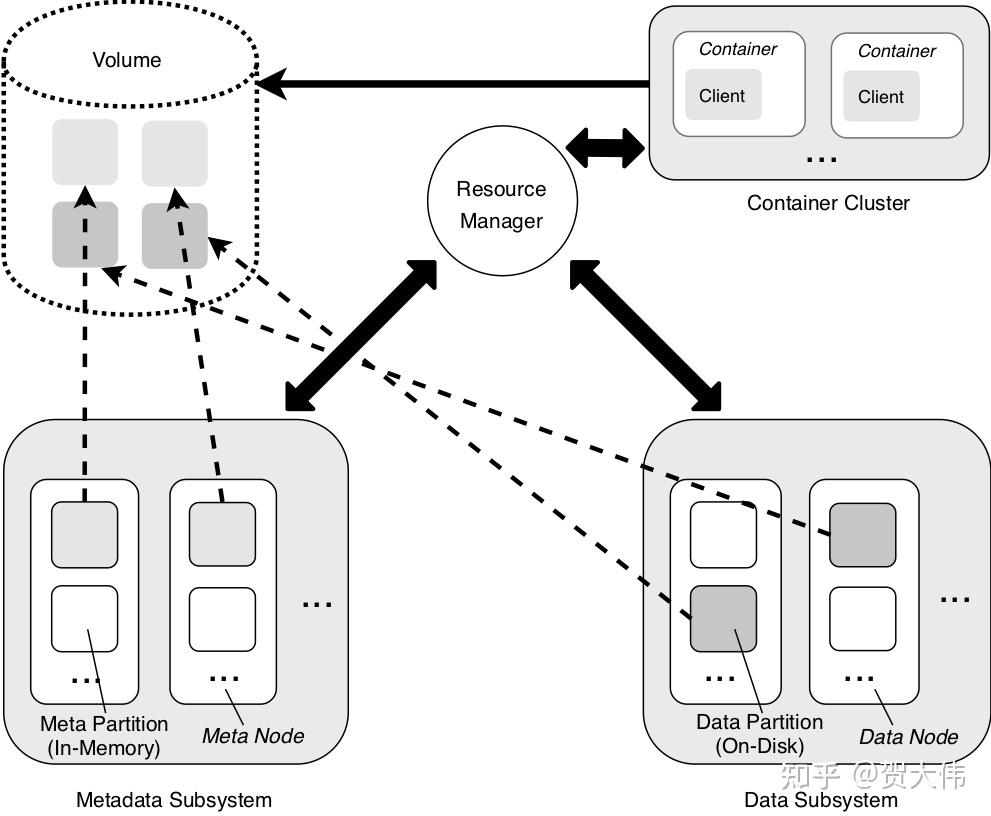 Volume
Container
Container
Client
Client
...
Resource
Manager
Container Cluster
...
...
...
...
...
...
Meta Partition
(In-Memory)
Meta Node
Data Partition
(On-Disk)
Data Node
知乎 @贺大伟
Metadata Subsystem
Data Subsystem